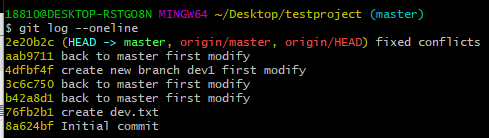 18810@DESKTOP-RSTGO8N MINGW64 ~/Desktop/testproject (master)
$ git log --oneline
2e20b2c (HEAD -> master, origin/master, origin/HEAD) fixed conflicts
aab9711 back to master first modify
4dfbf4f create new branch dev1 first modify
3c6c750 back to master first modify
b42a8d1 back to master first modify
76fb2b1 create dev.txt
8a624bf Initial commit